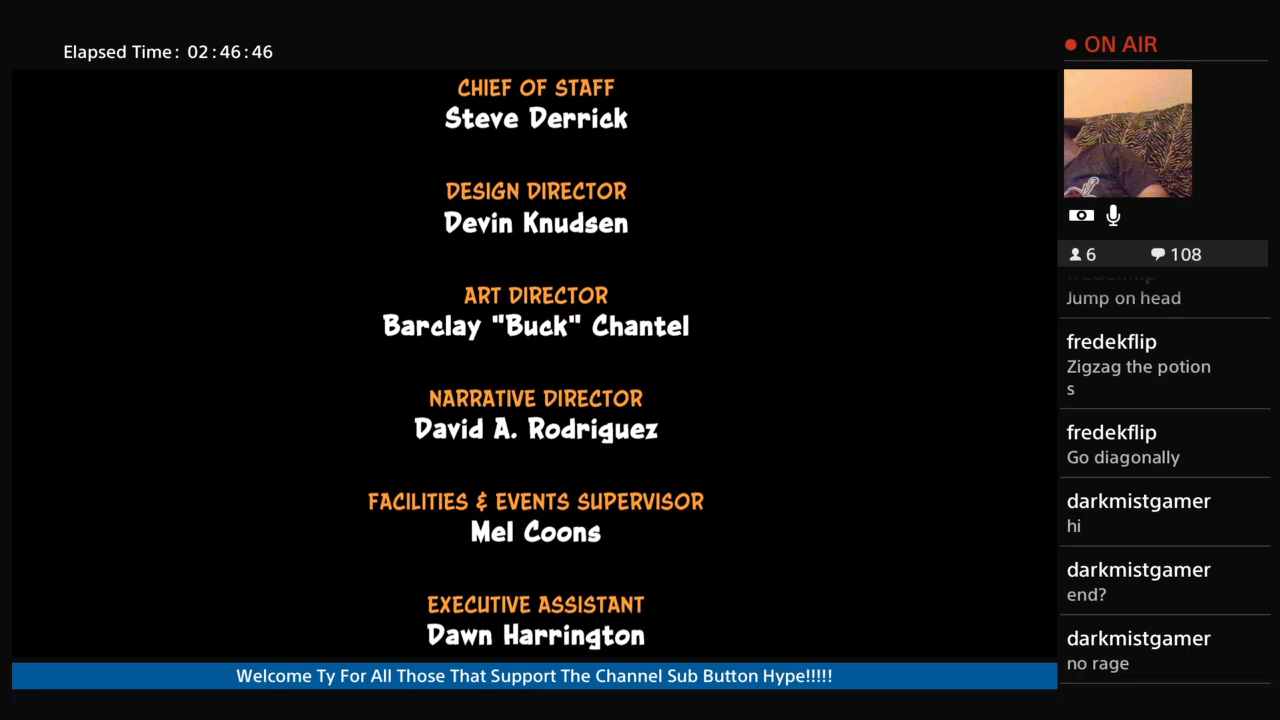 Elapsed Time: 02:46:46
ON AIR
CHIEF OF STAFF
Steve Derrick
DESIGN DIRECTOR
Devin Knudsen
ART DIRECTOR
Barclay "Buck" Chantel
NARRATIVE DIRECTOR
David A. Rodriguez
FACILITIES & EVENTS SUPERVISOR
Mel Coons
EXECUTIVE ASSISTANT
Dawn Harrington
Welcome Ty For All Those That Support The Channel Sub Button Hype!!!!!
6 108
fredekflip
Jump on head
fredekflip
Zigzag the potion
s
fredekflip
Go diagonally
darkmistgamer
hi
darkmistgamer
end?
darkmistgamer
no rage